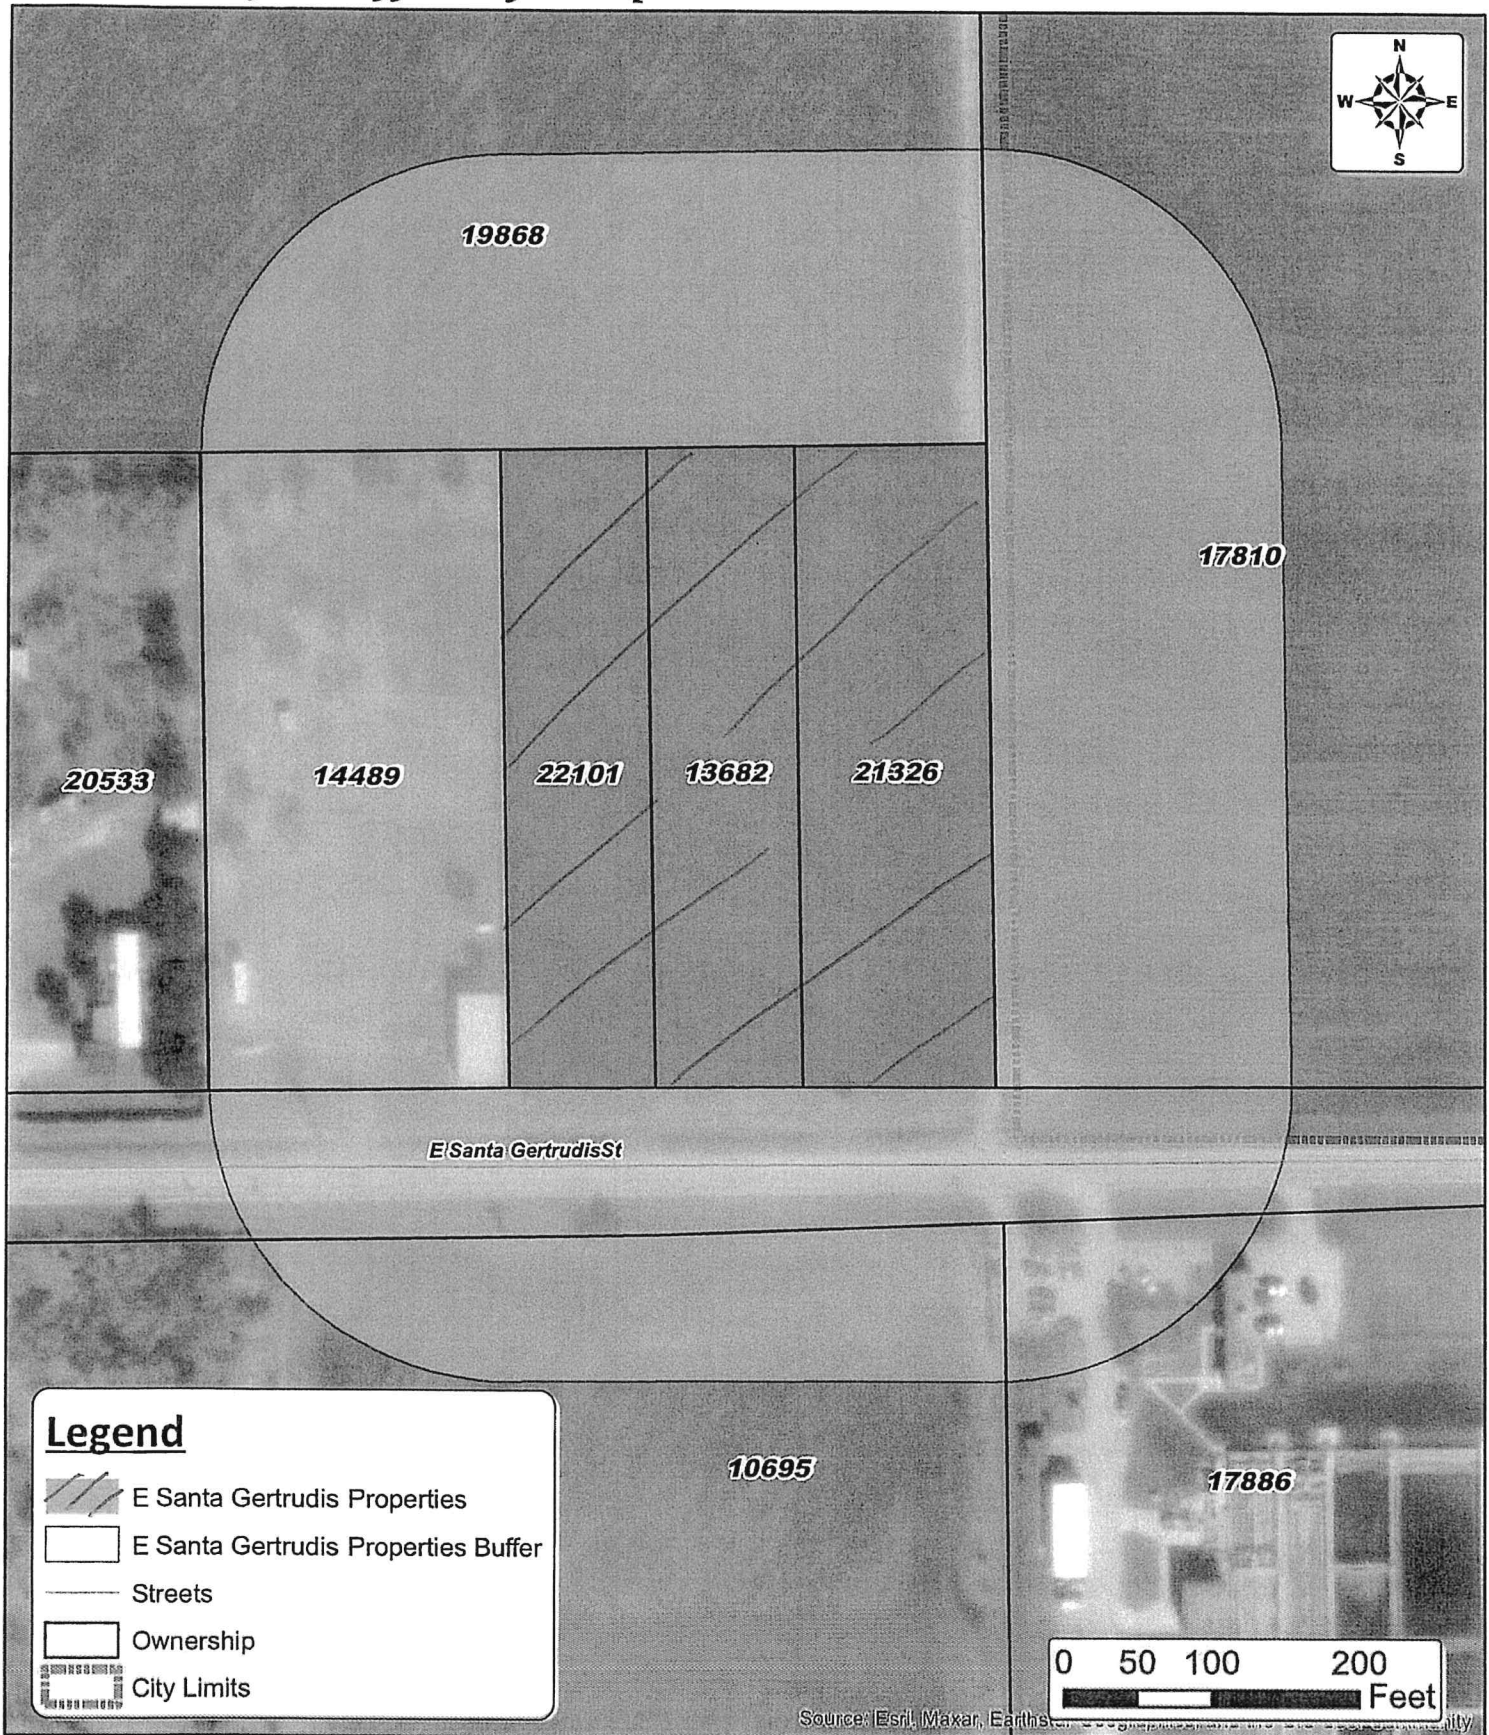 N
W E
S
19868
17810
20533
14489
22101
13682
21326
E Santa GertrudisSt
10695
17886
Legend
E Santa Gertrudis Properties
E Santa Gertrudis Properties Buffer
Streets
Ownership
City Limits
0 50 100 200
Feet
Source: Esri, Maxar,